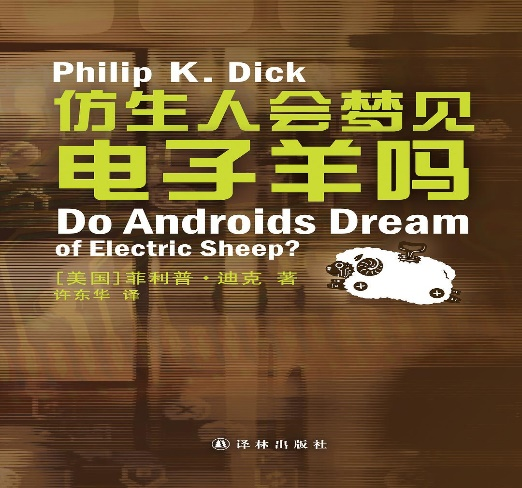 Philip K. Dick
仿生人会梦见
电子羊吗
Do Androids Dream
of Electric Sheep?
[美国]菲利普·迪克 著
许东华 译
译林出版社